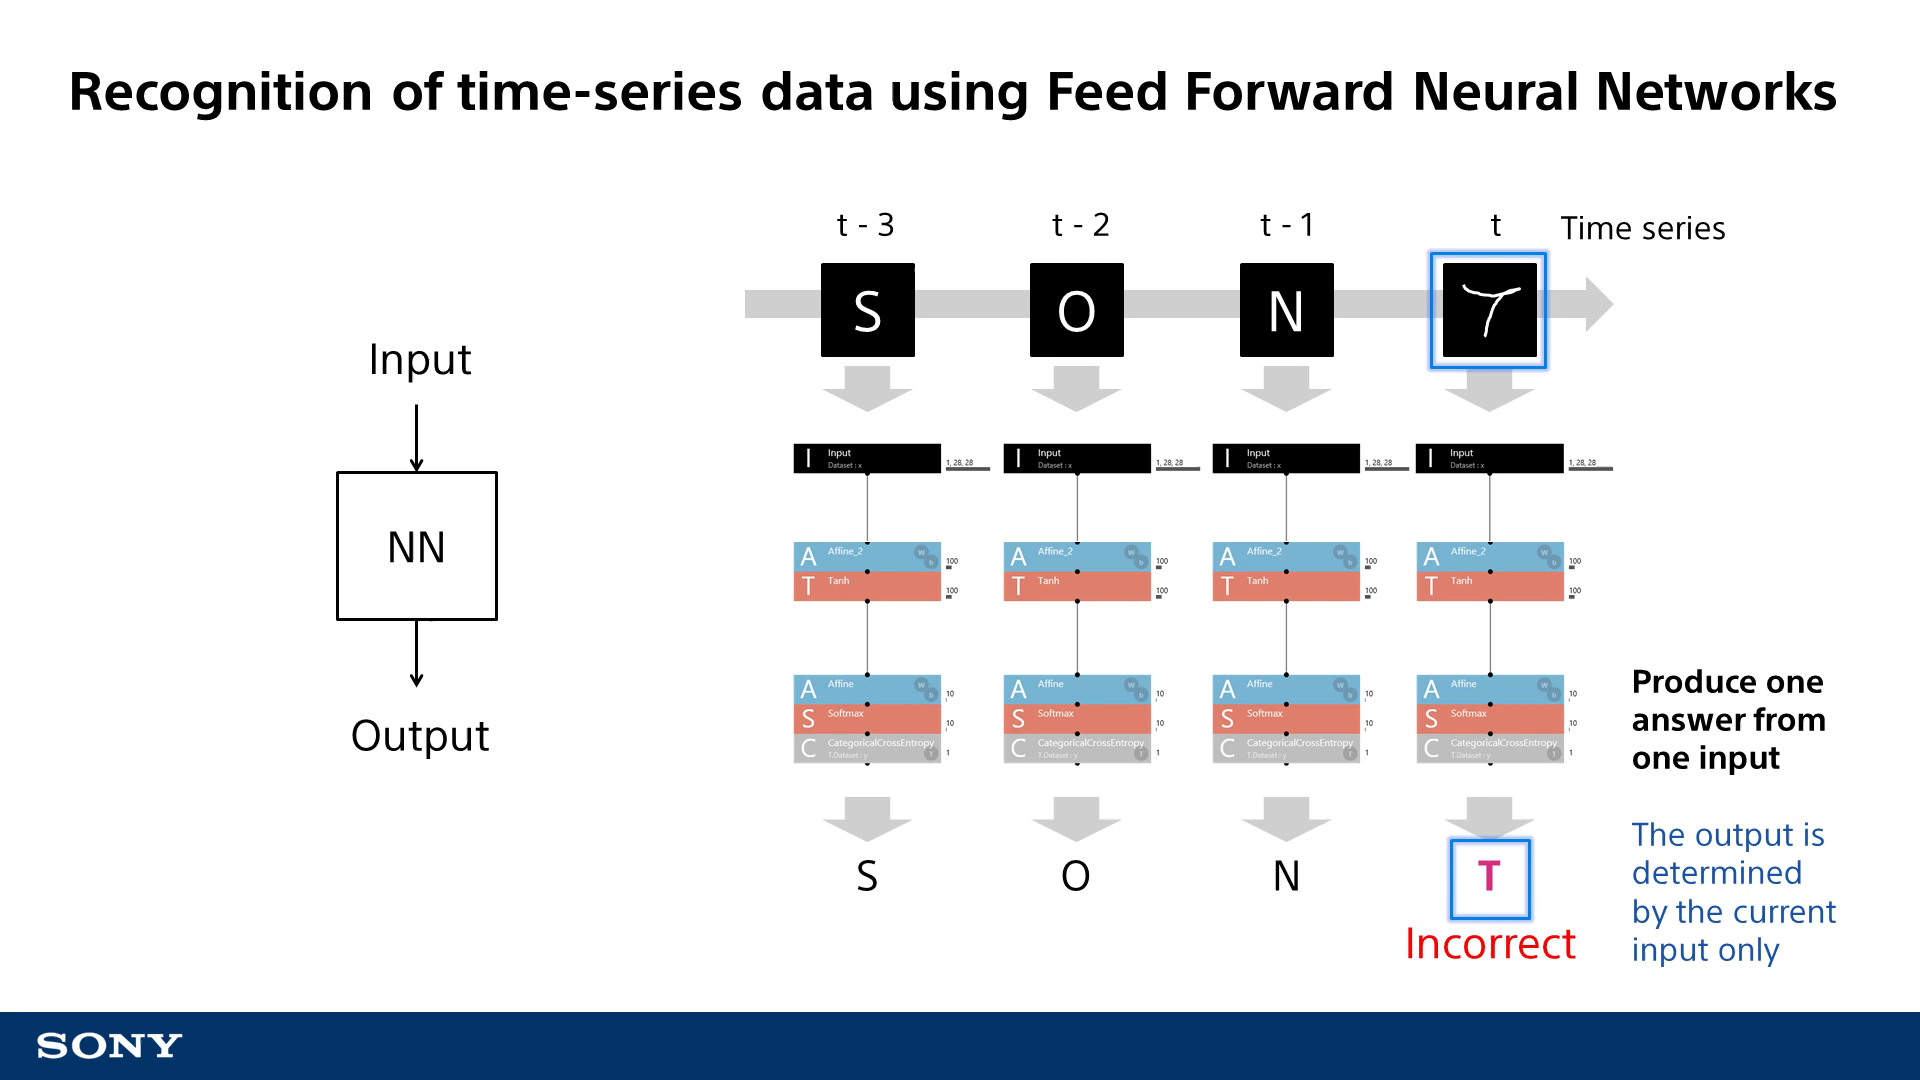 Recognition of time-series data using Feed Forward Neural Networks
t - 3 t - 2 t - 1 t Time series
S O N
Input
NN
Output
I Input Dataset : x 1, 28, 28
A Affine_2 W b 100
T Tanh 100
A Affine W b 10
S Softmax 10
C CategoricalCrossEntropy T.Dataset : y T 1
I Input Dataset : x 1, 28, 28
A Affine_2 W b 100
T Tanh 100
A Affine W b 10
S Softmax 10
C CategoricalCrossEntropy T.Dataset : y T 1
I Input Dataset : x 1, 28, 28
A Affine_2 W b 100
T Tanh 100
A Affine W b 10
S Softmax 10
C CategoricalCrossEntropy T.Dataset : y T 1
I Input Dataset : x 1, 28, 28
A Affine_2 W b 100
T Tanh 100
A Affine W b 10
S Softmax 10
C CategoricalCrossEntropy T.Dataset : y T 1
S O N T
Incorrect
Produce one
answer from
one input
The output is
determined
by the current
input only
SONY